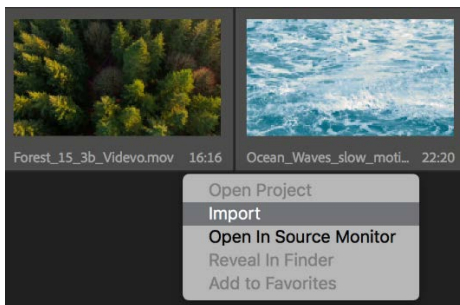 Forest_15_3b_Videvo.mov 16:16
Ocean_Waves_slow_moti... 22:20
Open Project
Import
Open In Source Monitor
Reveal In Finder
Add to Favorites